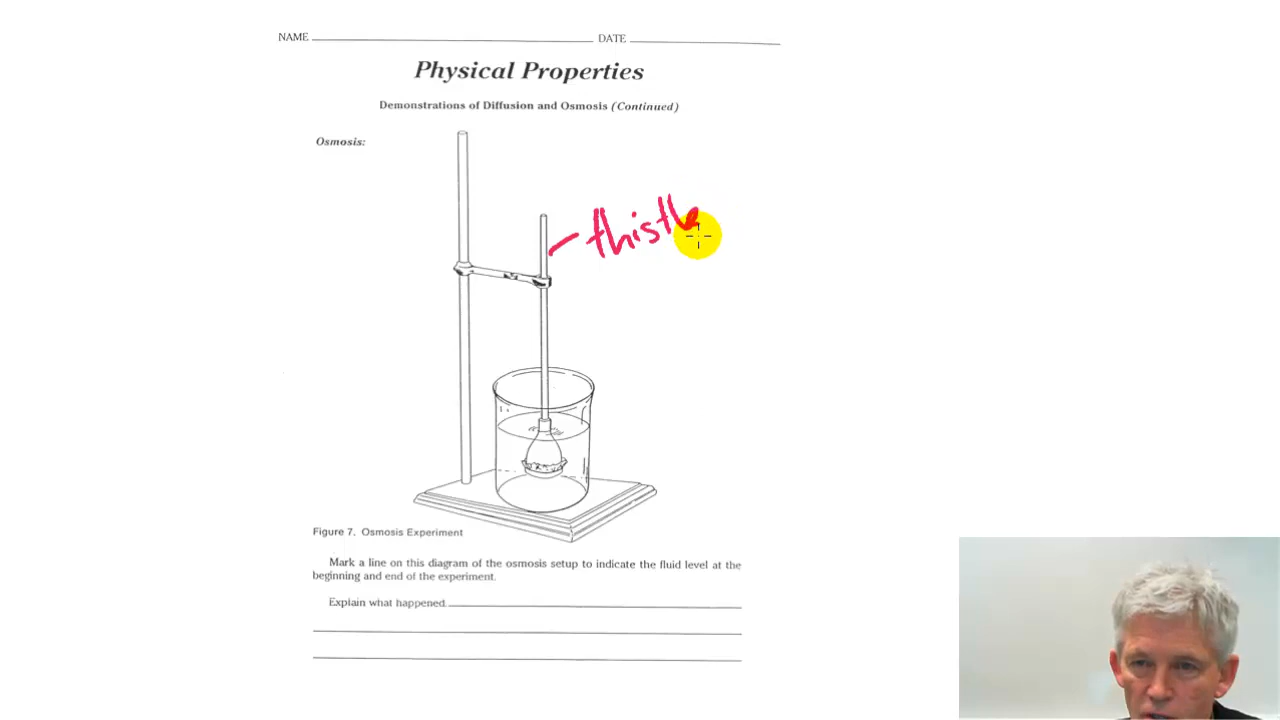 NAME DATE
Physical Properties
Demonstrations of Diffusion and Osmosis (Continued)
Osmosis:
thistle
Figure 7. Osmosis Experiment
Mark a line on this diagram of the osmosis setup to indicate the fluid level at the
beginning and end of the experiment.
Explain what happened.